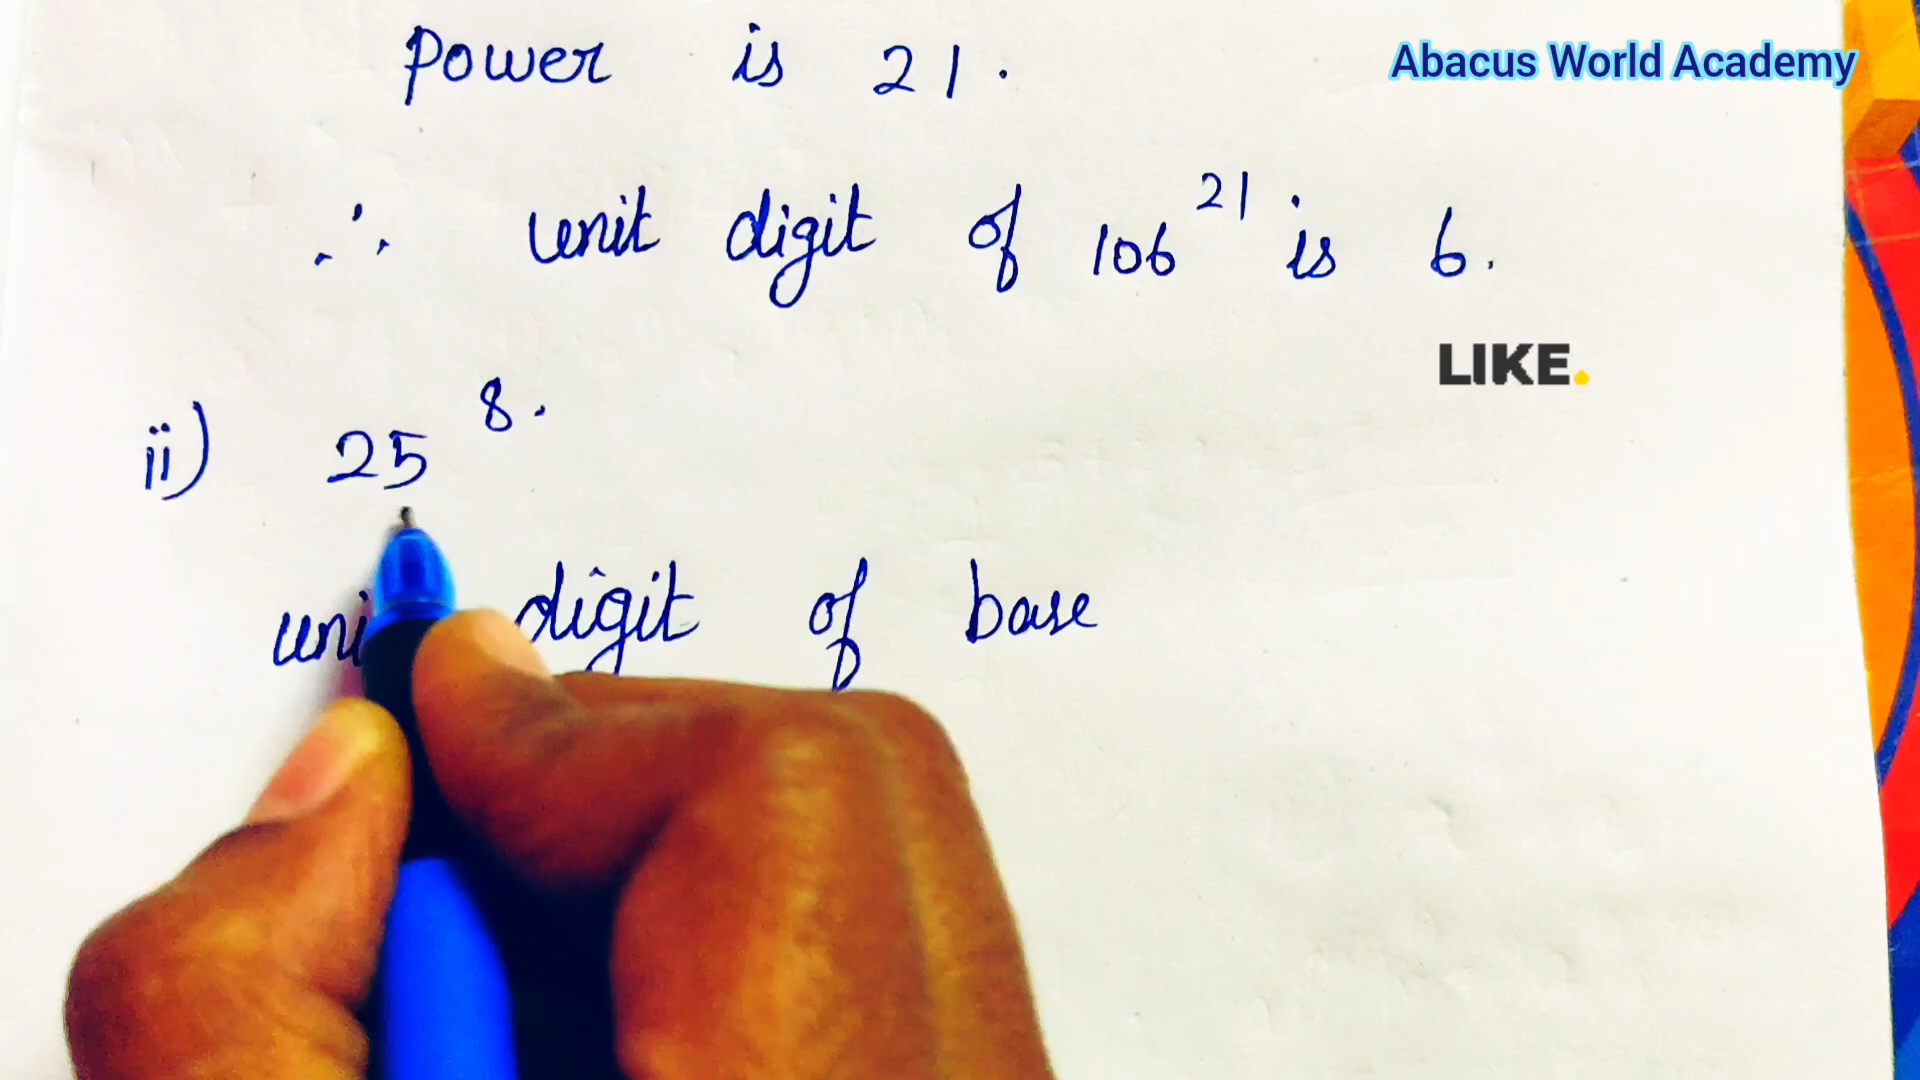 Power is 21.
Abacus World Academy
∴ unit digit of 106^21 is 6.
LIKE.
ii) 25^8.
digit of base